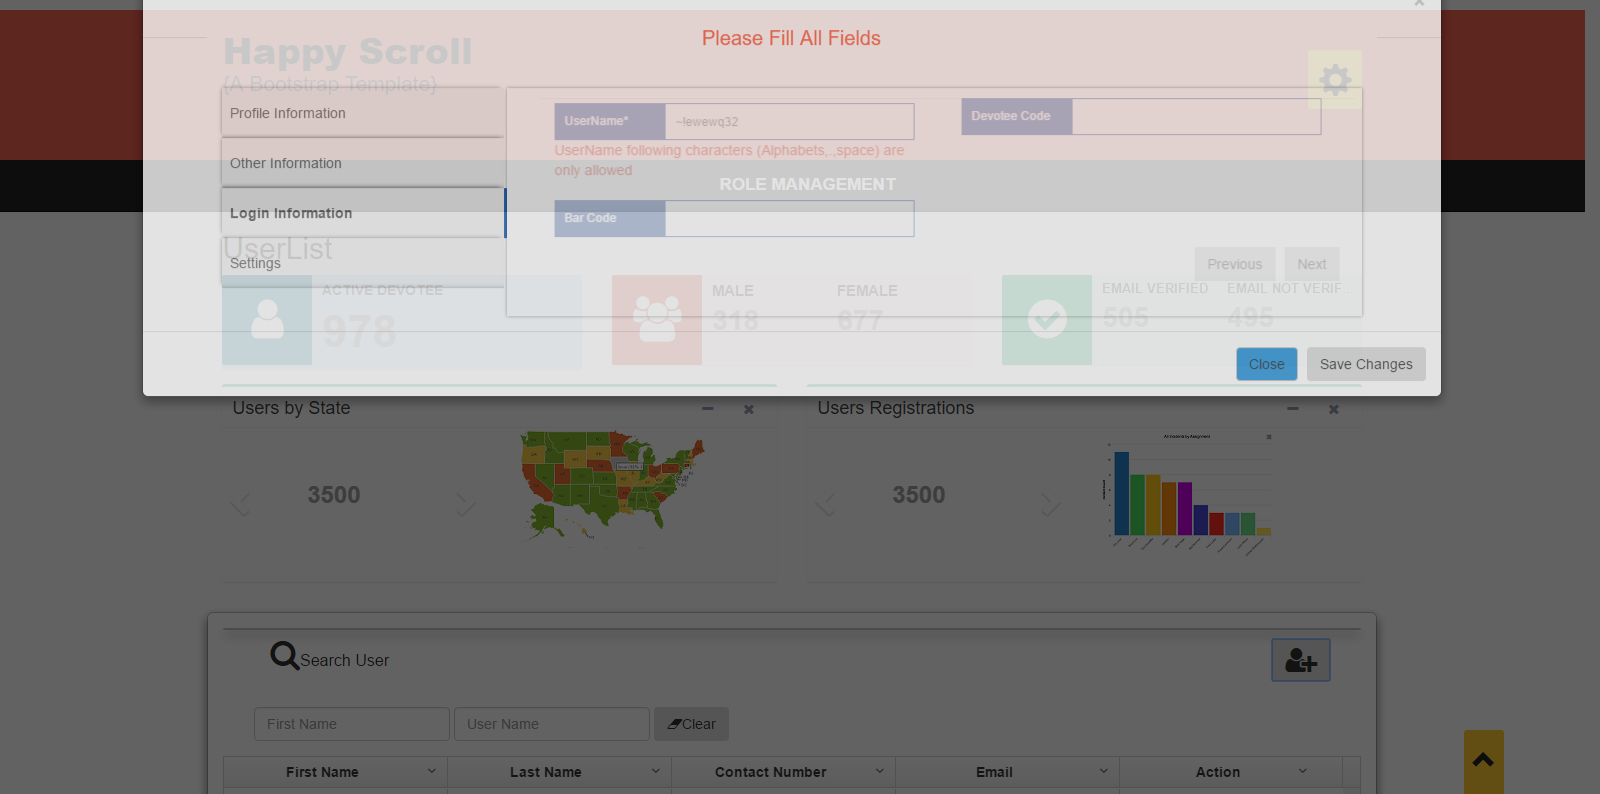 Please Fill All Fields
Happy Scroll
{A Bootstrap Template}
Profile Information
Other Information
Login Information
Settings
UserName*
~lewewq32
UserName following characters (Alphabets,.,space) are
only allowed
Devotee Code
ROLE MANAGEMENT
Bar Code
Previous
Next
UserList
ACTIVE DEVOTEE
978
MALE
318
FEMALE
677
EMAIL VERIFIED
505
EMAIL NOT VERIF...
495
Close
Save Changes
Users by State
3500
Users Registrations
3500
Search User
First Name
User Name
Clear
First Name
Last Name
Contact Number
Email
Action